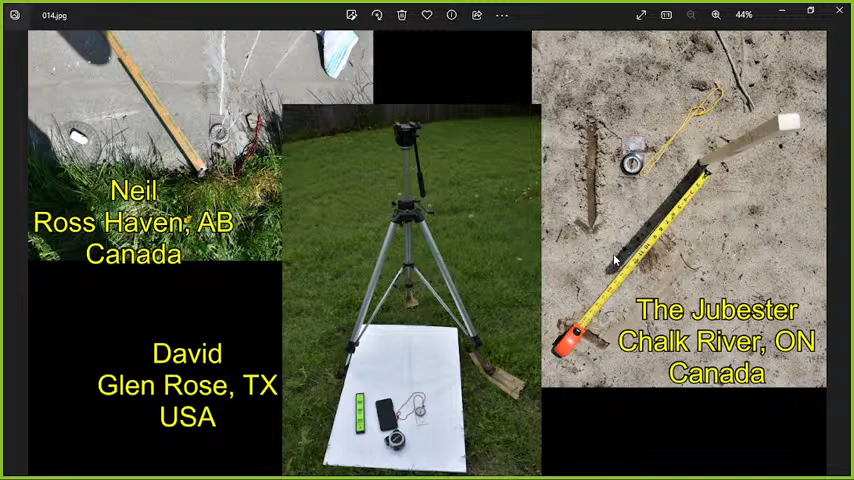 014.jpg
44%
Neil
Ross Haven, AB
Canada
David
Glen Rose, TX
USA
The Jubester
Chalk River, ON
Canada